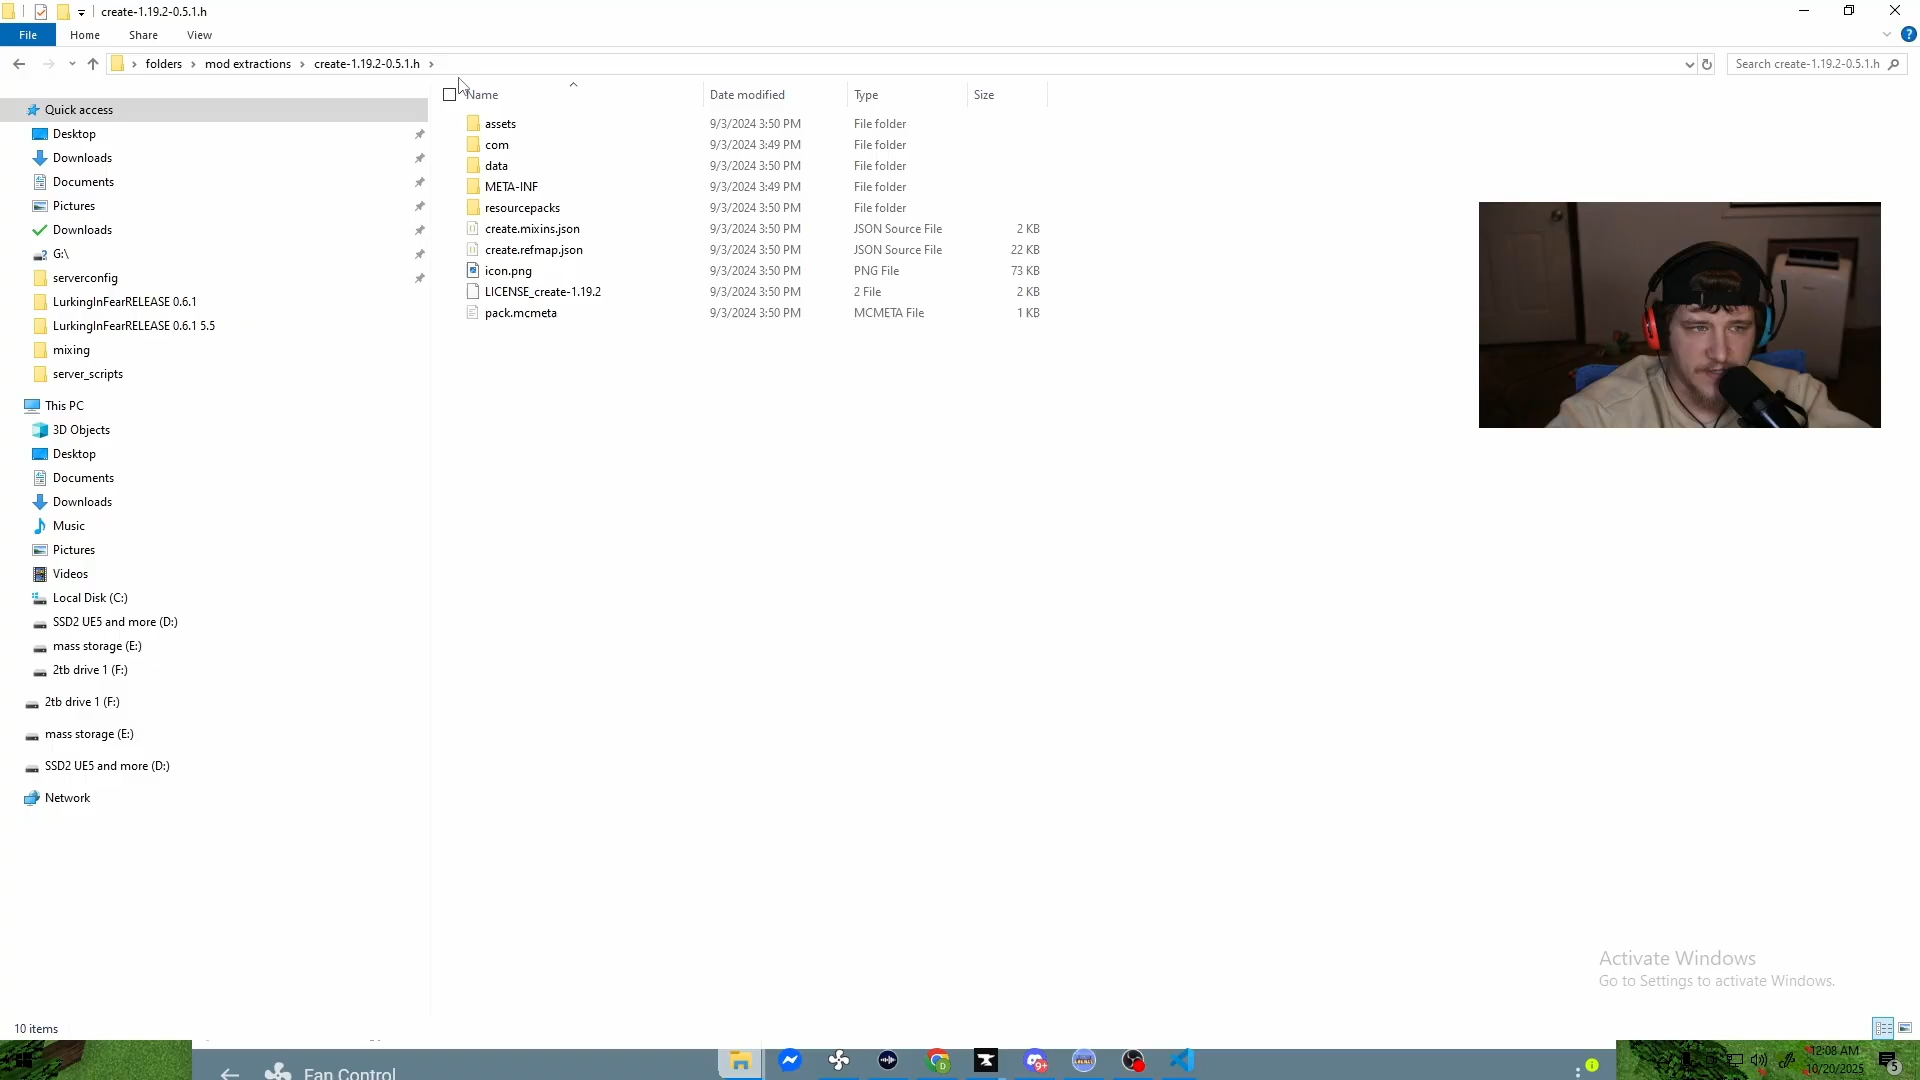 create-1.19.2-0.5.1.h
File Home Share View
folders mod extractions create-1.19.2-0.5.1.h
Search create-1.19.2-0.5.1.h
Name Date modified Type Size
Quick access
Desktop
Downloads
Documents
Pictures
Downloads
G:\
serverconfig
LurkingInFearRELEASE 0.6.1
LurkingInFearRELEASE 0.6.1 5.5
mixing
server_scripts
This PC
3D Objects
Desktop
Documents
Downloads
Music
Pictures
Videos
Local Disk (C:)
SSD2 UE5 and more (D:)
mass storage (E:)
2tb drive 1 (F:)
2tb drive 1 (F:)
mass storage (E:)
SSD2 UE5 and more (D:)
Network
assets 9/3/2024 3:50 PM File folder
com 9/3/2024 3:49 PM File folder
data 9/3/2024 3:50 PM File folder
META-INF 9/3/2024 3:49 PM File folder
resourcepacks 9/3/2024 3:50 PM File folder
create.mixins.json 9/3/2024 3:50 PM JSON Source File 2 KB
create.refmap.json 9/3/2024 3:50 PM JSON Source File 22 KB
icon.png 9/3/2024 3:50 PM PNG File 73 KB
LICENSE_create-1.19.2 9/3/2024 3:50 PM 2 File 2 KB
pack.mcmeta 9/3/2024 3:50 PM MCMETA File 1 KB
Activate Windows
Go to Settings to activate Windows.
10 items
Fan Control
9+
12:08 AM
10/20/2025
5